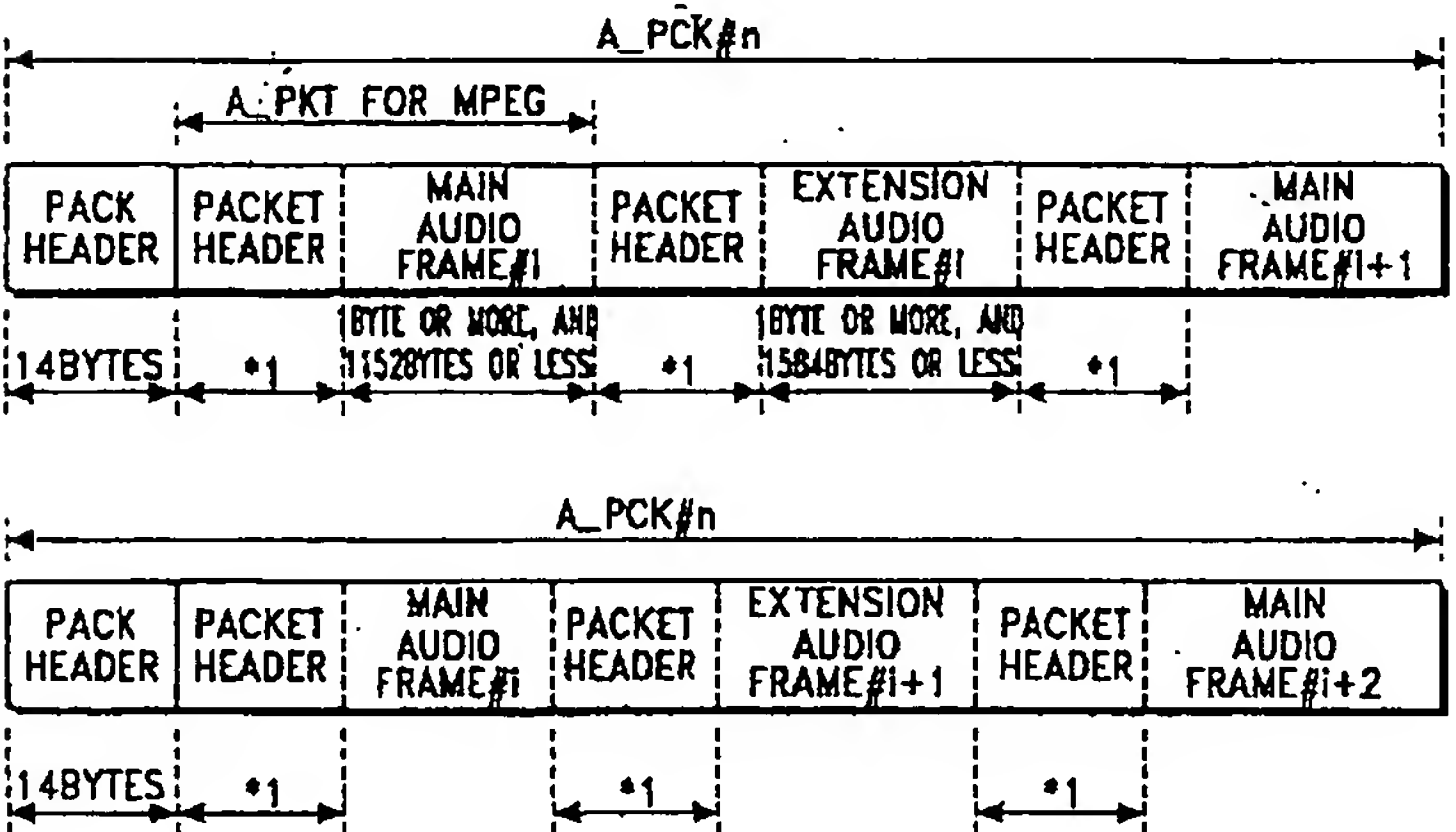 A_PCK#n
A_PKT FOR MPEG
PACK HEADER
PACKET HEADER
MAIN AUDIO FRAME#i
PACKET HEADER
EXTENSION AUDIO FRAME#i
PACKET HEADER
MAIN AUDIO FRAME#i+1
14BYTES
*1
1BYTE OR MORE, AND
1152BYTES OR LESS
*1
1BYTE OR MORE, AND
1584BYTES OR LESS
*1
A_PCK#n
PACK HEADER
PACKET HEADER
MAIN AUDIO FRAME#i
PACKET HEADER
EXTENSION AUDIO FRAME#i+1
PACKET HEADER
MAIN AUDIO FRAME#i+2
14BYTES
*1
*1
*1